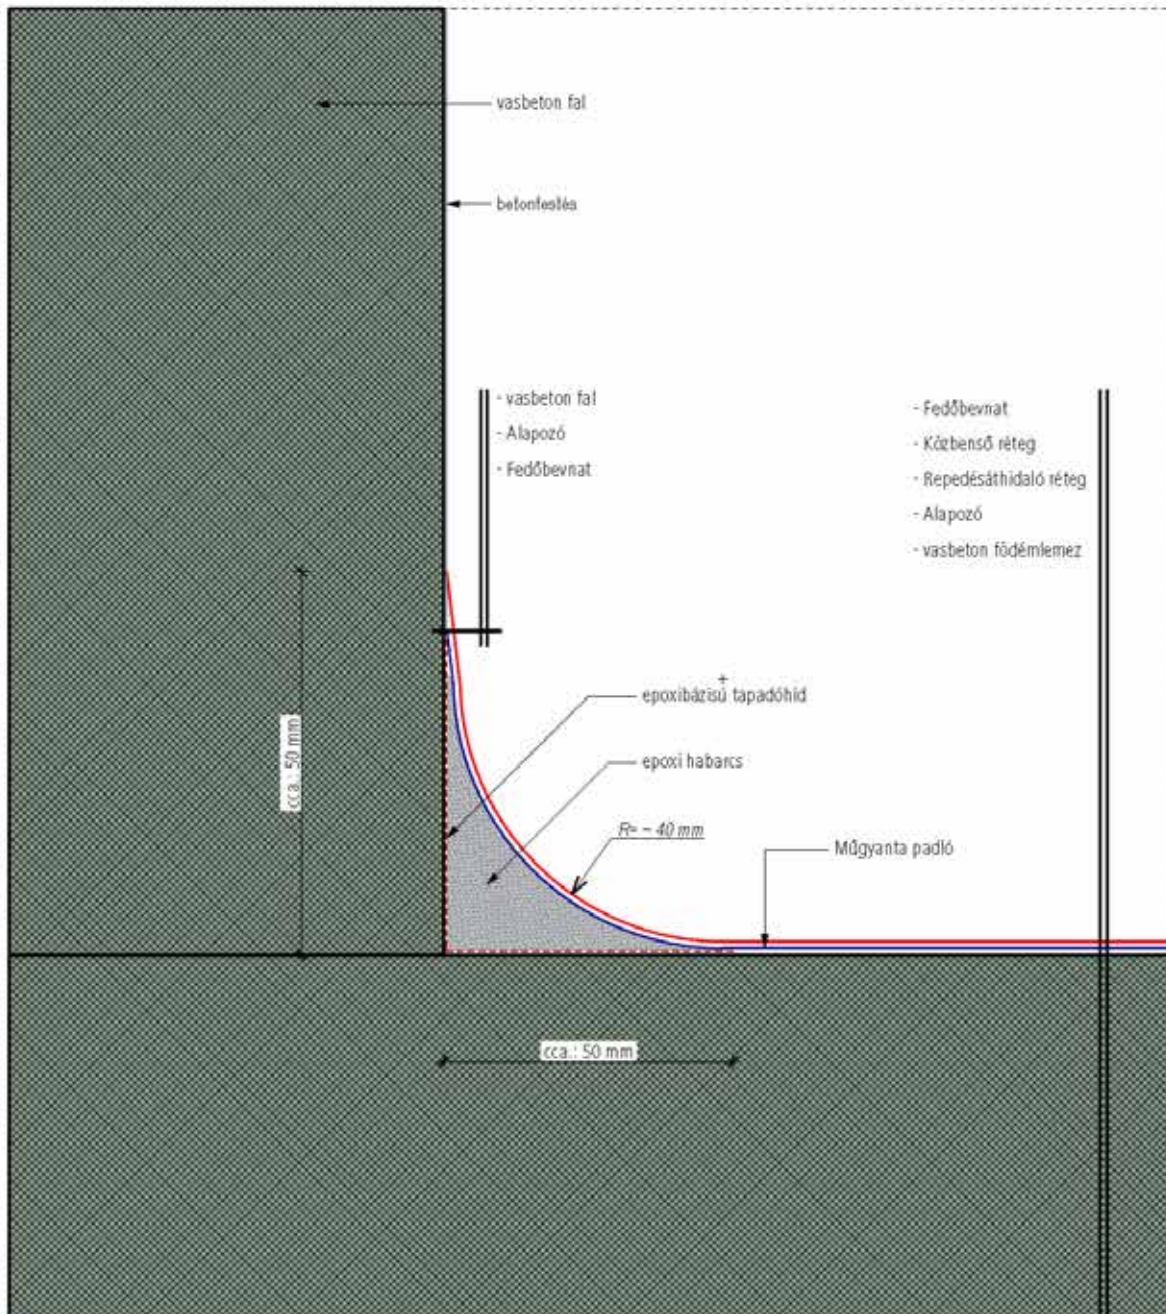 vasbeton fal
betonfestés
- vasbeton fal
- Alapozó
- Fedőbevnat
- Fedőbevnat
- Közbenső réteg
- Repedésáthidaló réteg
- Alapozó
- vasbeton födémlemez
epoxibázisú tapadóhíd
cca.: 50 mm
epoxi habarcs
R= ~ 40 mm
Műgyanta padló
cca.: 50 mm